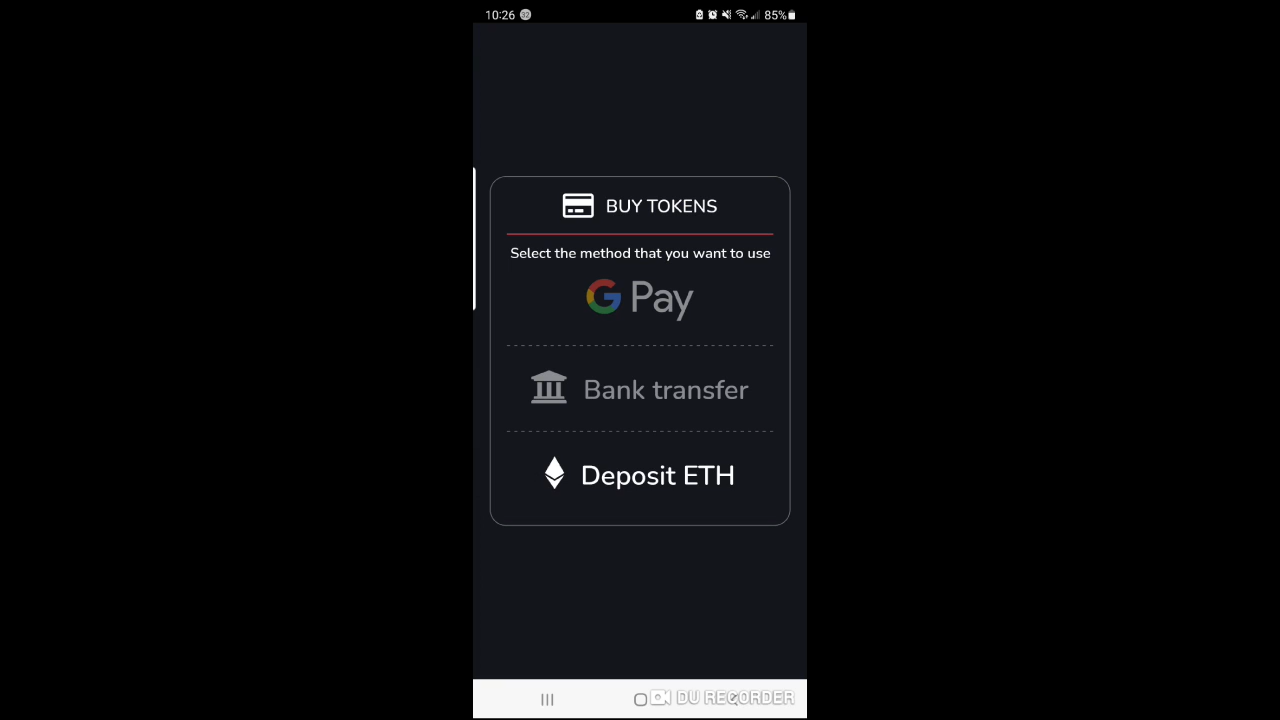 10:26 85%
BUY TOKENS
Select the method that you want to use
G Pay
Bank transfer
Deposit ETH
DU RECORDER